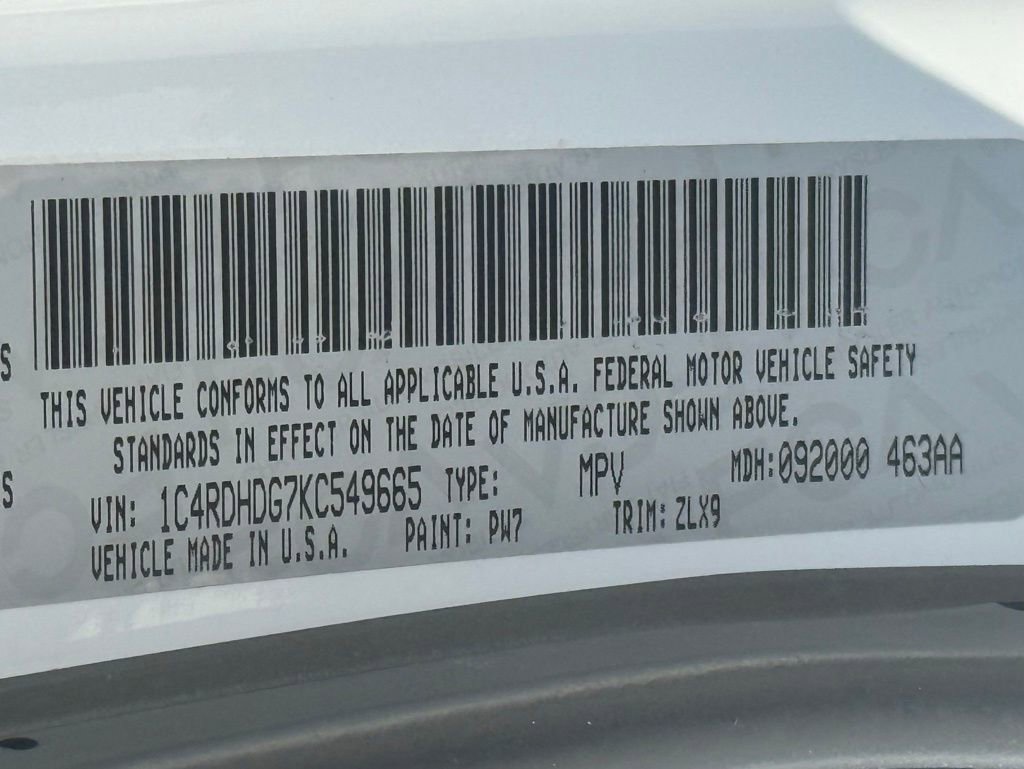 S
THIS VEHICLE CONFORMS TO ALL APPLICABLE U.S.A. FEDERAL MOTOR VEHICLE SAFETY
STANDARDS IN EFFECT ON THE DATE OF MANUFACTURE SHOWN ABOVE.
S
VIN: 1C4RDHDG7KC549665 TYPE: MPV MDH:092000 463AA
VEHICLE MADE IN U.S.A. PAINT: PW7 TRIM: ZLX9